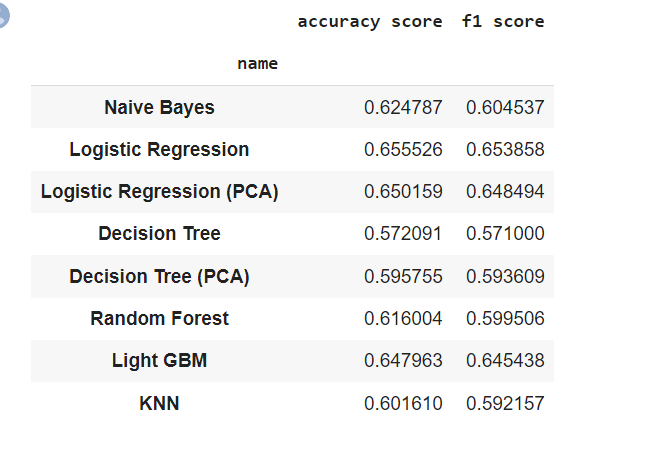 accuracy score f1 score
name
Naive Bayes 0.624787 0.604537
Logistic Regression 0.655526 0.653858
Logistic Regression (PCA) 0.650159 0.648494
Decision Tree 0.572091 0.571000
Decision Tree (PCA) 0.595755 0.593609
Random Forest 0.616004 0.599506
Light GBM 0.647963 0.645438
KNN 0.601610 0.592157